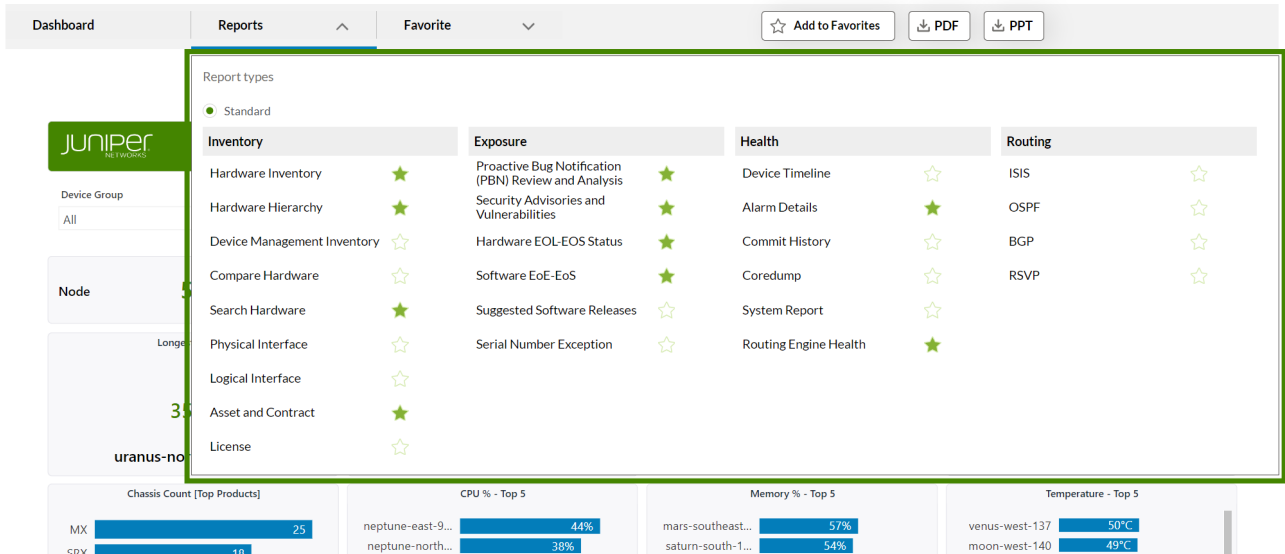 Dashboard
Reports
Favorite
Add to Favorites
PDF
PPT
Report types
Standard
JUNIPER
NETWORKS
Device Group
All
Node
Inventory
Hardware Inventory
Hardware Hierarchy
Device Management Inventory
Compare Hardware
Search Hardware
Physical Interface
Logical Interface
Asset and Contract
License
Exposure
Proactive Bug Notification
(PBN) Review and Analysis
Security Advisories and
Vulnerabilities
Hardware EOL-EOS Status
Software EoE-EoS
Suggested Software Releases
Serial Number Exception
Health
Device Timeline
Alarm Details
Commit History
Coredump
System Report
Routing Engine Health
Routing
ISIS
OSPF
BGP
RSVP
Chassis Count [Top Products]
MX 25
SRX 18
CPU % - Top 5
neptune-east-9... 44%
neptune-north... 38%
Memory % - Top 5
mars-southeast... 57%
saturn-south-1... 54%
Temperature - Top 5
venus-west-137 50°C
moon-west-140 49°C